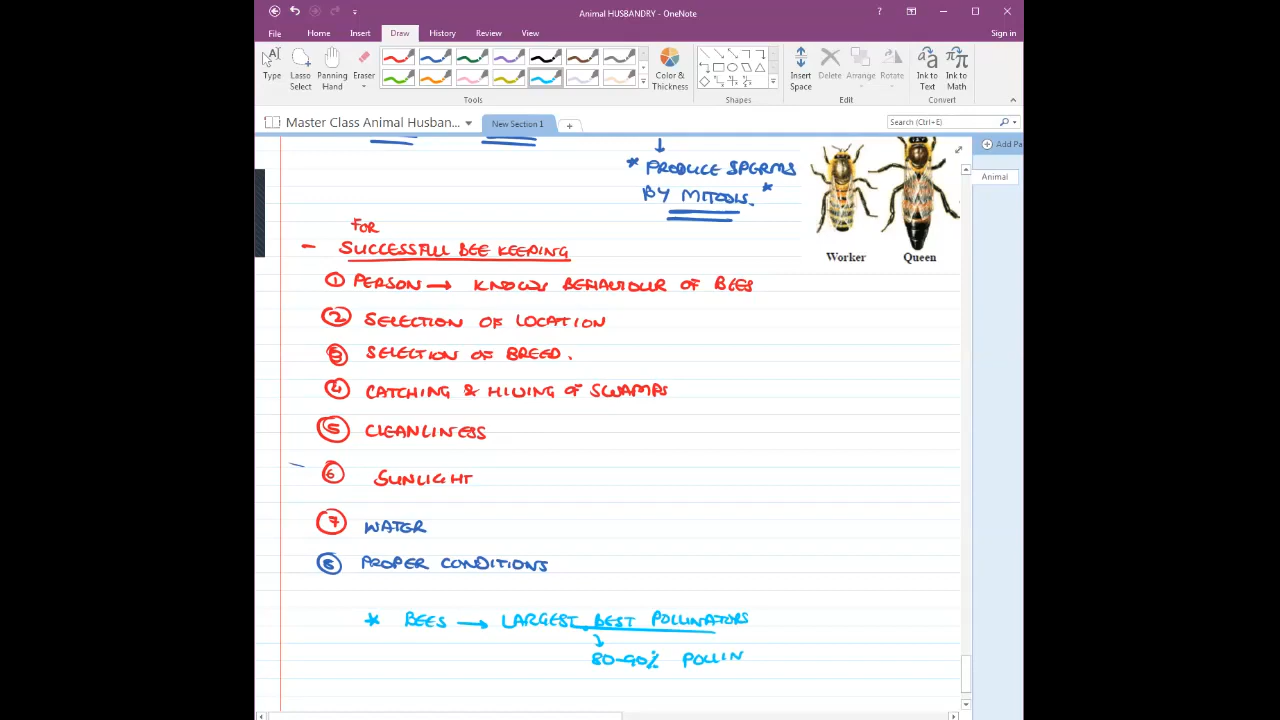 Animal HUSBANDRY - OneNote
File Home Insert Draw History Review View Sign in
Type Lasso Select Panning Hand Eraser Color & Thickness Insert Space Delete Arrange Rotate Ink to Text Ink to Math
Tools Shapes Edit Convert
Master Class Animal Husban... New Section 1 Search (Ctrl+E)
Add Pa
Animal
* PRODUCE SPERMS
BY MITOSIS. *
Worker Queen
FOR
- SUCCESSFUL BEE KEEPING
① PERSON → KNOWS BEHAVIOUR OF BEES
② SELECTION OF LOCATION
③ SELECTION OF BREED.
④ CATCHING & HIVING OF SWAMPS
⑤ CLEANLINESS
⑥ SUNLIGHT
⑦ WATER
⑧ PROPER CONDITIONS
* BEES → LARGEST BEST POLLINATORS
80-90% POLLIN